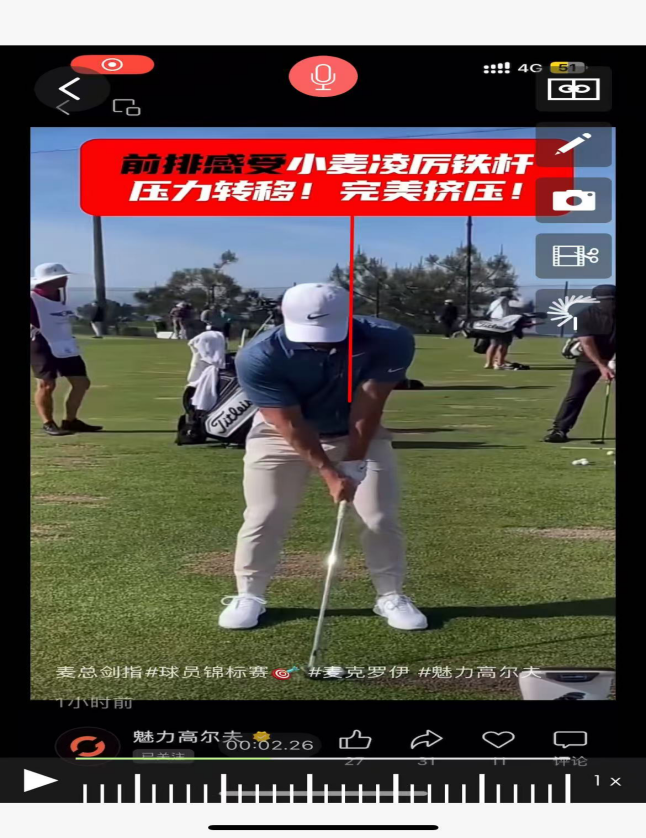 4G 51
前排感受小麦凌厉铁杆
压力转移！完美挤压！
Titleist
麦总剑指#球员锦标赛🎯 #麦克罗伊 #魅力高尔夫
1小时前
魅力高尔夫
已关注
00:02.26
27
31
11
评论
1 x